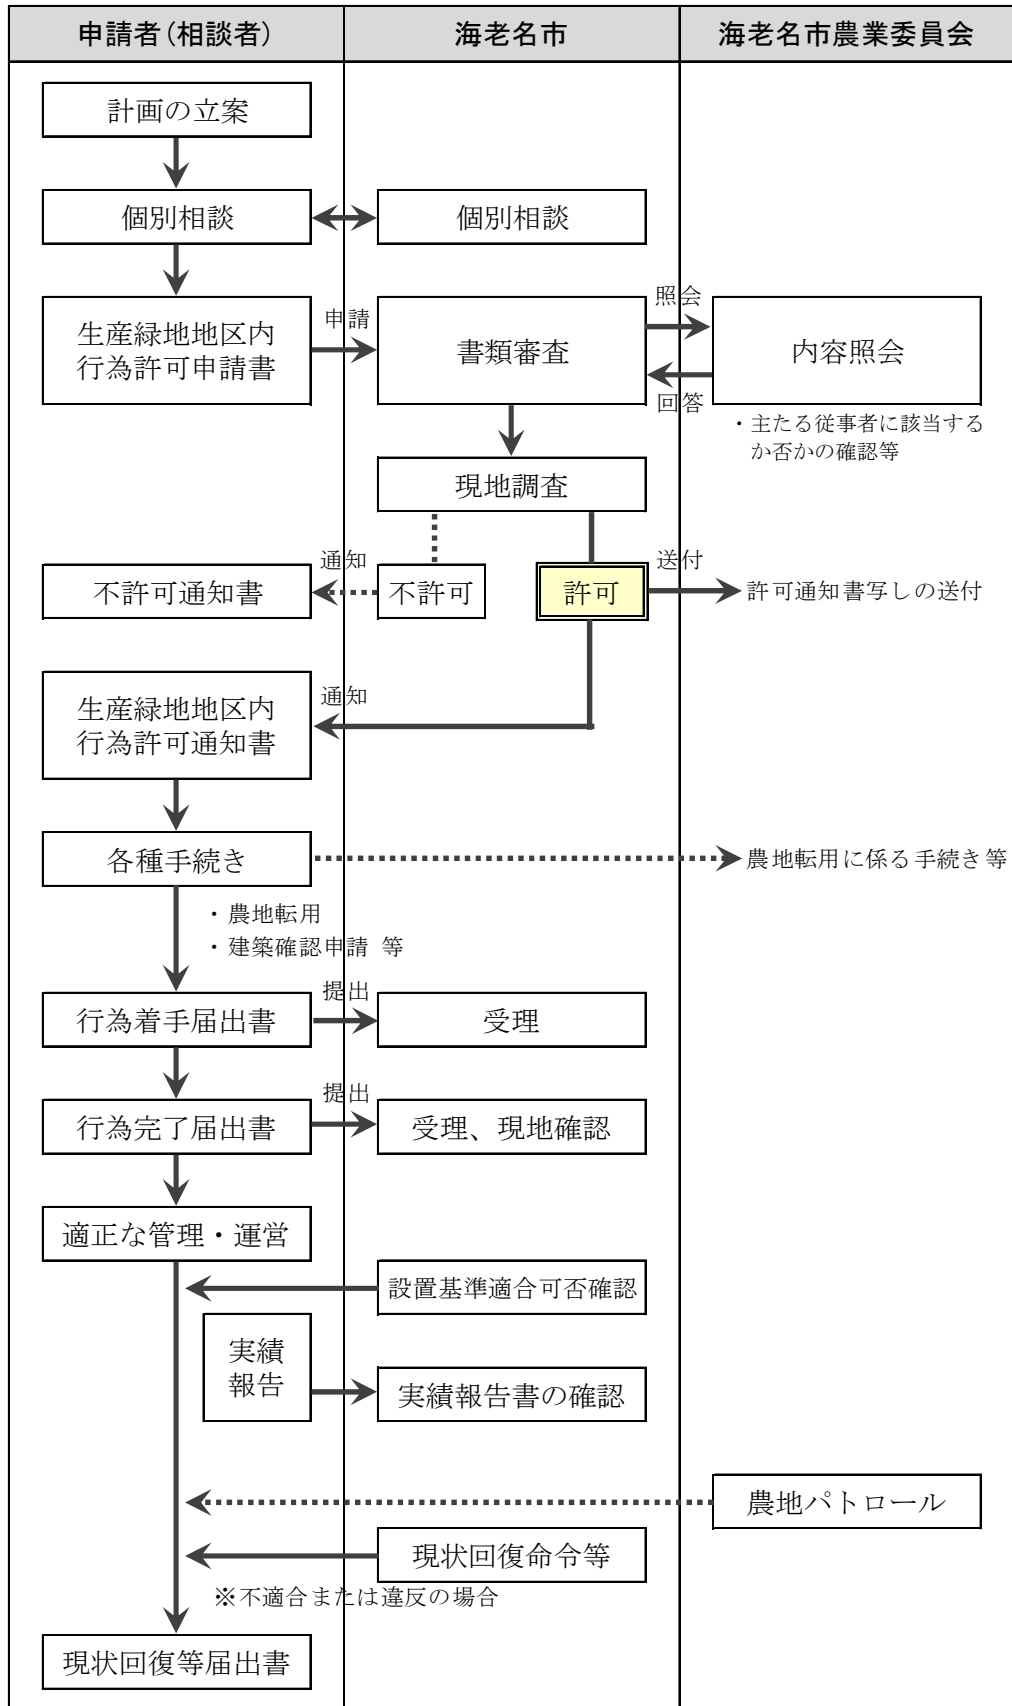 申請者(相談者)
海老名市
海老名市農業委員会
計画の立案
個別相談
個別相談
生産緑地地区内
行為許可申請書
申請
書類審査
照会
回答
内容照会
・主たる従事者に該当する
か否かの確認等
現地調査
不許可通知書
通知
不許可
許可
送付
許可通知書写しの送付
生産緑地地区内
行為許可通知書
通知
各種手続き
農地転用に係る手続き等
・農地転用
・建築確認申請 等
行為着手届出書
提出
受理
行為完了届出書
提出
受理、現地確認
適正な管理・運営
設置基準適合可否確認
実績
報告
実績報告書の確認
農地パトロール
現状回復命令等
※不適合または違反の場合
現状回復等届出書